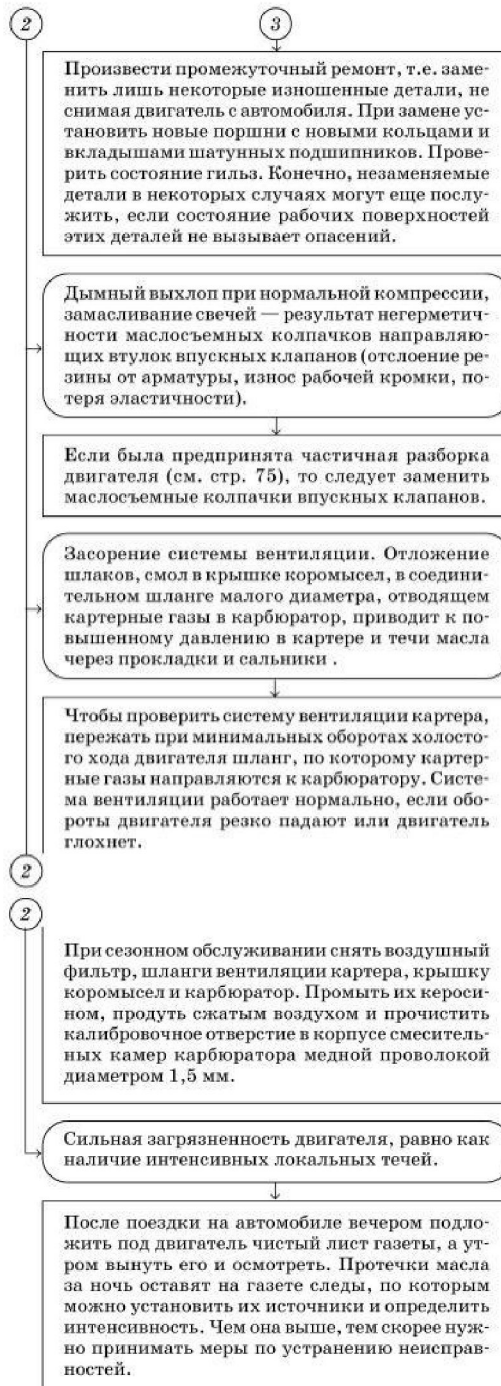 2 3
Произвести промежуточный ремонт, т.е. заме-
нить лишь некоторые изношенные детали, не
снимая двигатель с автомобиля. При замене ус-
тановить новые поршни с новыми кольцами и
вкладышами шатунных подшипников. Прове-
рить состояние гильз. Конечно, незаменяемые
детали в некоторых случаях могут еще послу-
жить, если состояние рабочих поверхностей
этих деталей не вызывает опасений.
Дымный выхлоп при нормальной компрессии,
замасливание свечей — результат негерметич-
ности маслосъемных колпачков направляю-
щих втулок впускных клапанов (отслоение ре-
зины от арматуры, износ рабочей кромки, по-
теря эластичности).
Если была предпринята частичная разборка
двигателя (см. стр. 75), то следует заменить
маслосъемные колпачки впускных клапанов.
Засорение системы вентиляции. Отложение
шлаков, смол в крышке коромысел, в соедини-
тельном шланге малого диаметра, отводящем
картерные газы в карбюратор, приводит к по-
вышенному давлению в картере и течи масла
через прокладки и сальники .
Чтобы проверить систему вентиляции картера,
пережать при минимальных оборотах холосто-
го хода двигателя шланг, по которому картер-
ные газы направляются к карбюратору. Систе-
ма вентиляции работает нормально, если обо-
роты двигателя резко падают или двигатель
глохнет.
2
2
При сезонном обслуживании снять воздушный
фильтр, шланги вентиляции картера, крышку
коромысел и карбюратор. Промыть их кероси-
ном, продуть сжатым воздухом и прочистить
калибровочное отверстие в корпусе смеситель-
ных камер карбюратора медной проволокой
диаметром 1,5 мм.
Сильная загрязненность двигателя, равно как
наличие интенсивных локальных течей.
После поездки на автомобиле вечером подло-
жить под двигатель чистый лист газеты, а ут-
ром вынуть его и осмотреть. Протечки масла
за ночь оставят на газете следы, по которым
можно установить их источники и определить
интенсивность. Чем она выше, тем скорее нуж-
но принимать меры по устранению неисправ-
ностей.